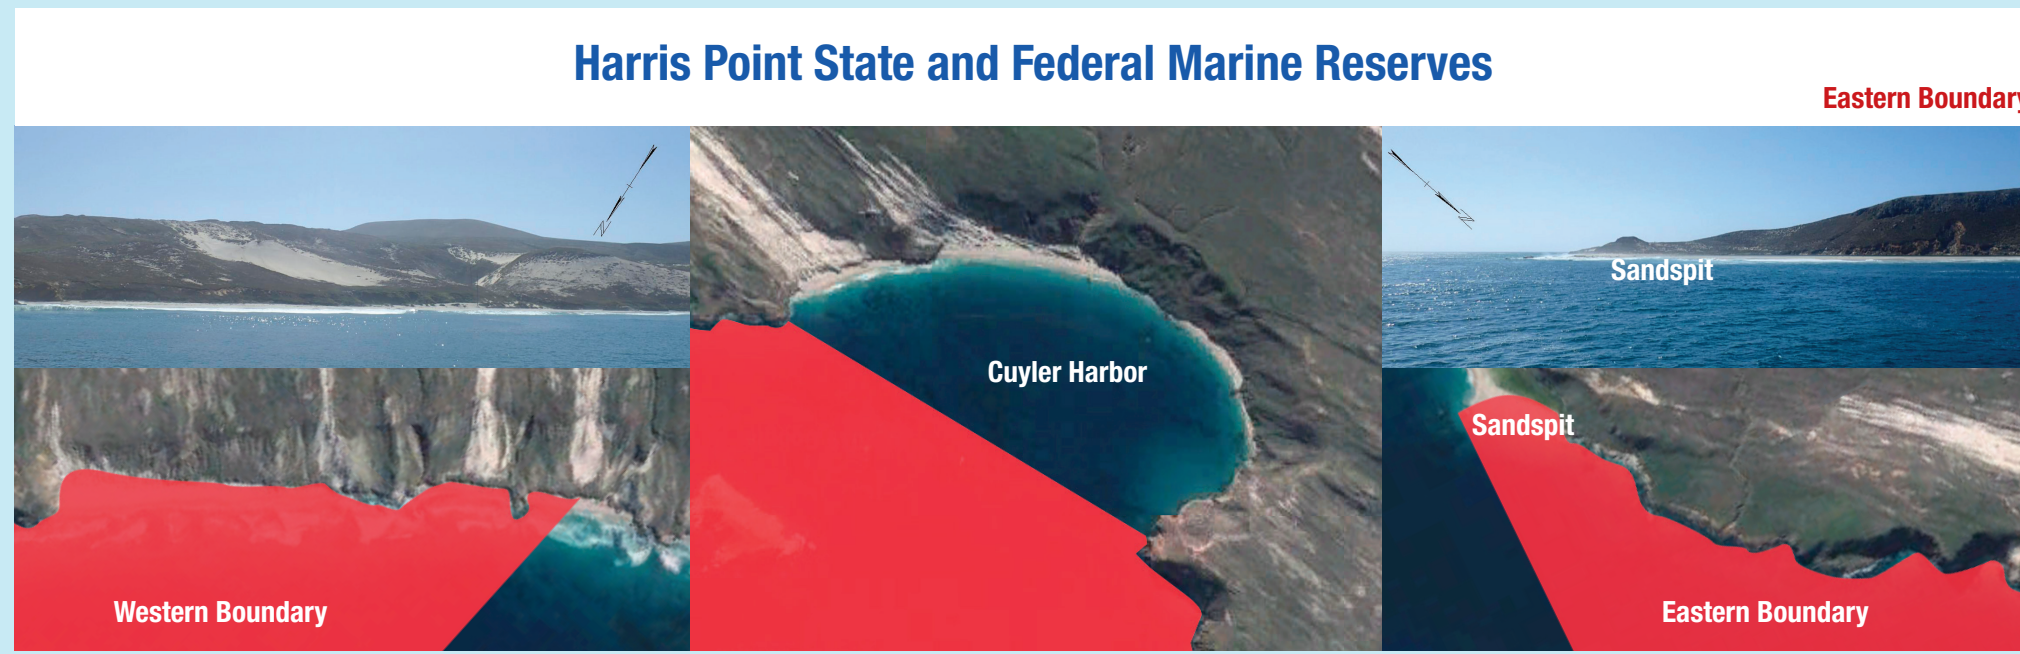 Harris Point State and Federal Marine Reserves
Eastern Boundary
N
N
Sandspit
Cuyler Harbor
Sandspit
Western Boundary
Eastern Boundary